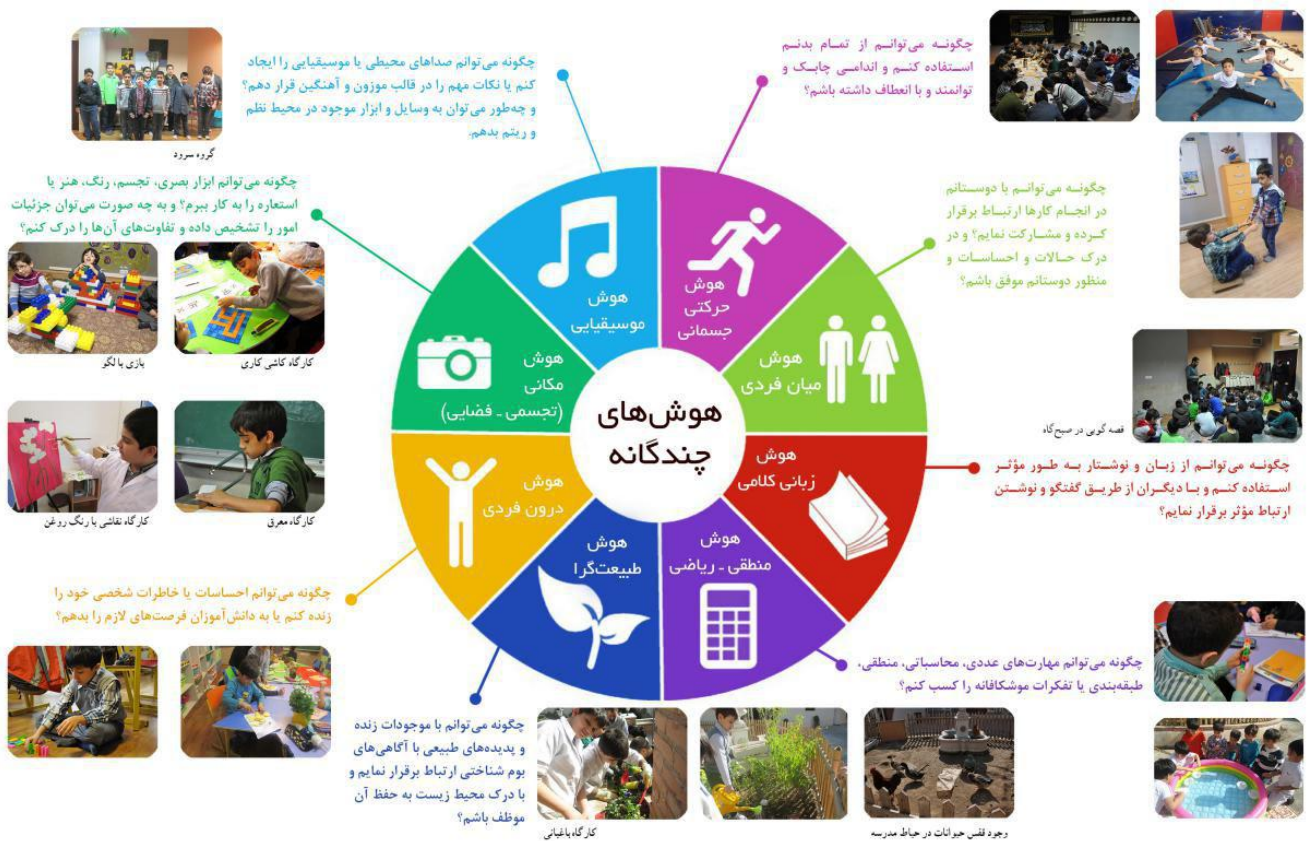 چگونه می‌توانم از تمام بدنم
استفاده کنم و اندامی چابک و
توانمند و با انعطاف داشته باشم؟
چگونه می‌توانم صداهای محیطی یا موسیقیایی را ایجاد
کنم یا نکات مهم را در قالب موزون و آهنگین قرار دهم؟
و چه‌طور می‌توان به وسایل و ابزار موجود در محیط نظم
و ریتم بدهم.
گروه سرود
چگونه می‌توانم ابزار بصری، تجسم، رنگ، هنر یا
استعاره را به کار ببرم؟ و به چه صورت می‌توان جزئیات
امور را تشخیص داده و تفاوت‌های آن‌ها را درک کنم؟
کارگاه کاشی کاری
بازی با لگو
کارگاه معرق
کارگاه نقاشی با رنگ روغن
چگونه می‌توانم با دوستانم
در انجام کارها ارتباط برقرار
کرده و مشارکت نمایم؟ و در
درک حالات و احساسات و
منظور دوستانم موفق باشم؟
قصه گویی در صبح‌گاه
هوش
حرکتی
جسمانی
هوش
موسیقیایی
هوش
میان فردی
هوش
مکانی
(تجسمی - فضایی)
هوش‌های
چندگانه
هوش
زبانی کلامی
هوش
درون فردی
هوش
منطقی - ریاضی
هوش
طبیعت‌گرا
چگونه می‌توانم از زبان و نوشتار به طور مؤثر
استفاده کنم و با دیگران از طریق گفتگو و نوشتن
ارتباط مؤثر برقرار نمایم؟
چگونه می‌توانم احساسات یا خاطرات شخصی خود را
زنده کنم یا به دانش‌آموزان فرصت‌های لازم را بدهم؟
چگونه می‌توانم مهارت‌های عددی، محاسباتی، منطقی،
طبقه‌بندی یا تفکرات موشکافانه را کسب کنم؟
چگونه می‌توانم با موجودات زنده
و پدیده‌های طبیعی با آگاهی‌های
بوم شناختی ارتباط برقرار نمایم و
با درک محیط زیست به حفظ آن
موظف باشم؟
وجود قفس حیوانات در حیاط مدرسه
کارگاه باغبانی